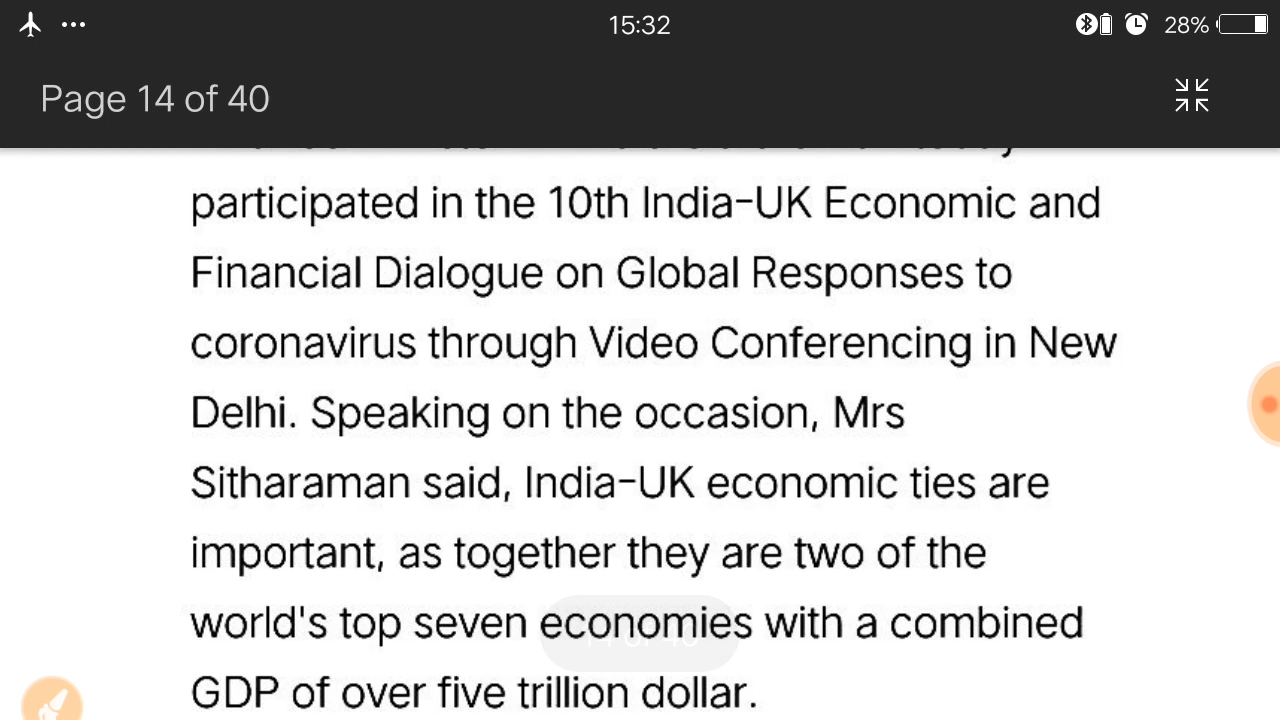 15:32
28%
Page 14 of 40
participated in the 10th India-UK Economic and
Financial Dialogue on Global Responses to
coronavirus through Video Conferencing in New
Delhi. Speaking on the occasion, Mrs
Sitharaman said, India-UK economic ties are
important, as together they are two of the
world's top seven economies with a combined
GDP of over five trillion dollar.